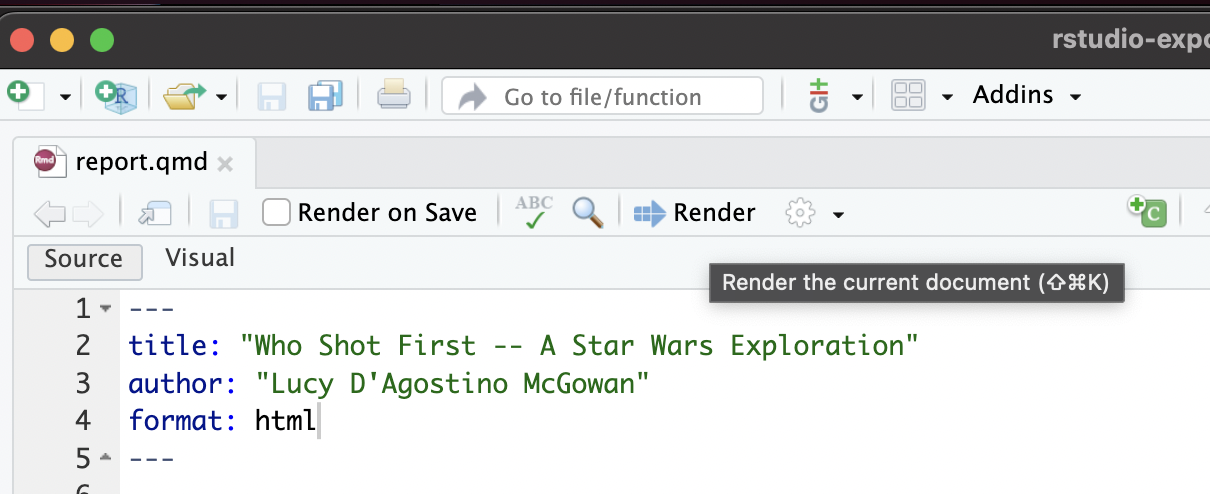 rstudio-expo
R
Go to file/function
Git
Addins
Rmd report.qmd
Render on Save
ABC
Render
C
Source Visual
Render the current document (⇧⌘K)
1 ---
2 title: "Who Shot First -- A Star Wars Exploration"
3 author: "Lucy D'Agostino McGowan"
4 format: html
5 ---
6